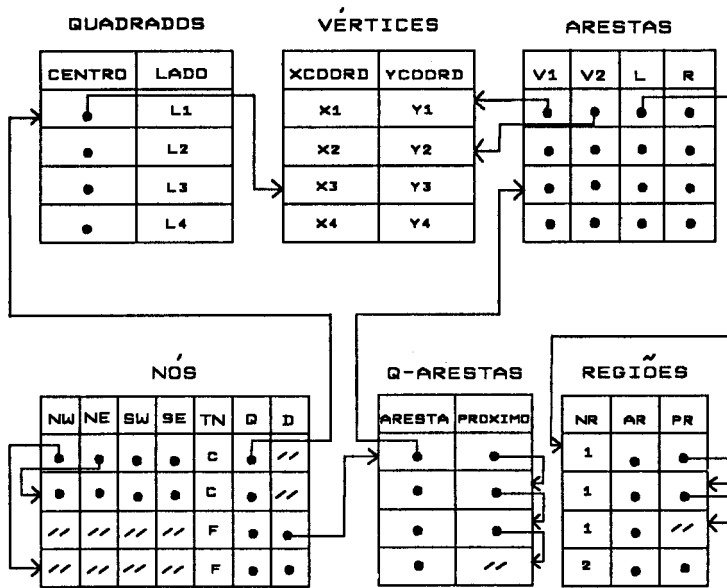 QUADRADOS
VÉRTICES
ARESTAS
CENTRO LADO
XCOORD YCOORD
V1 V2 L R
L1
X1 Y1
L2
X2 Y2
L3
X3 Y3
L4
X4 Y4
NÓS
Q-ARESTAS
REGIÕES
NW NE SW SE TN Q D
ARESTA PROXIMO
NR AR PR
C //
1
C //
1
// // // // F
1 //
// // // // F
//
2